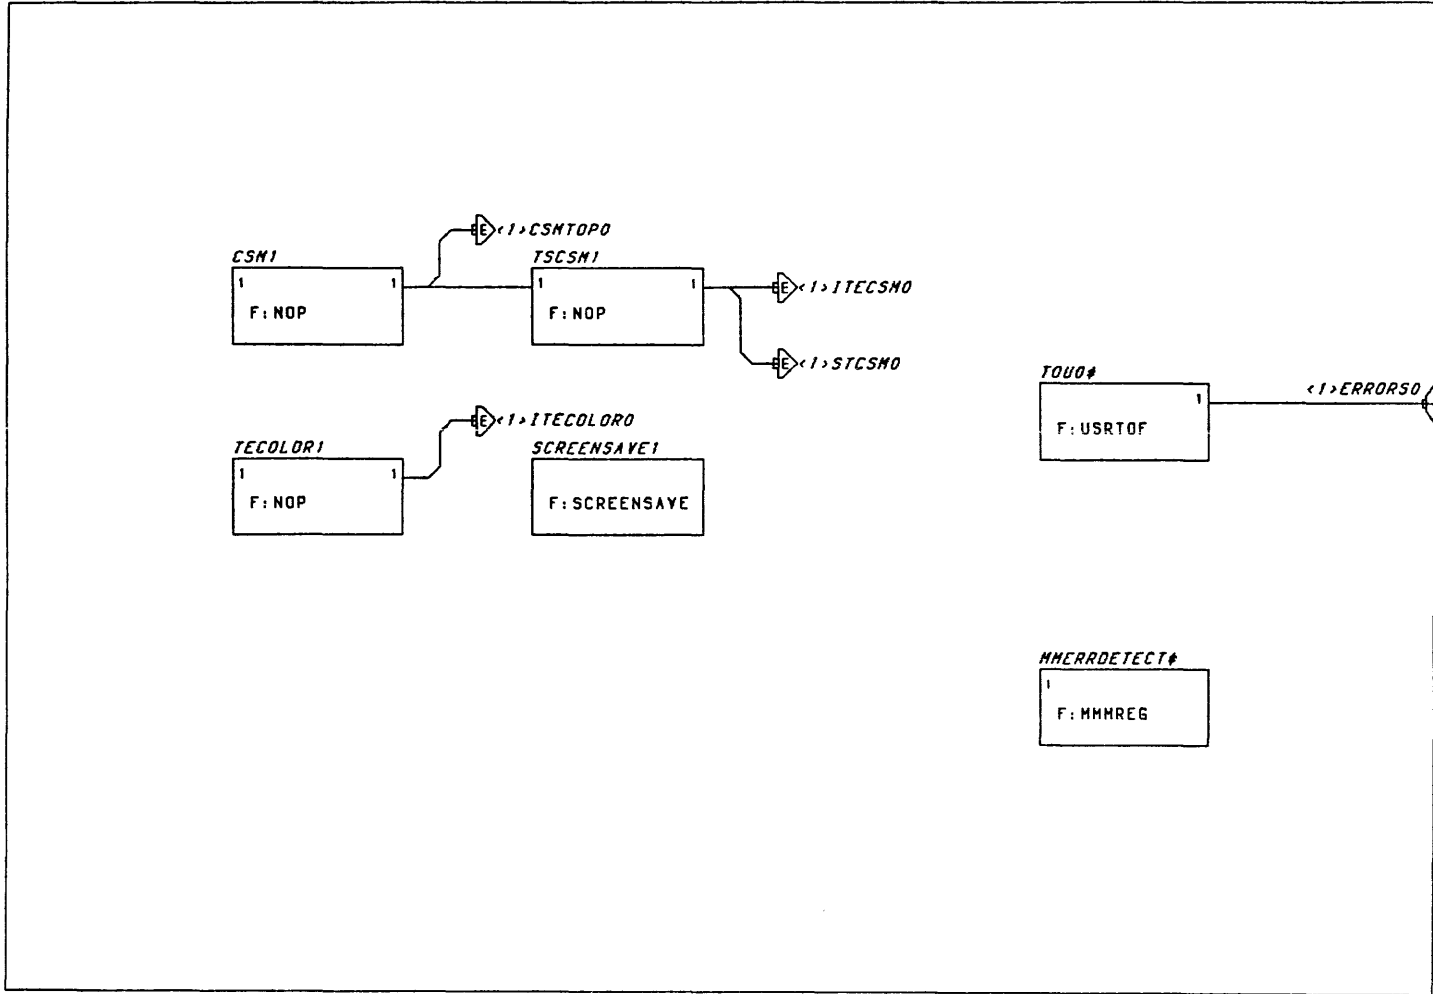 E <1>CSMTOPO
CSM1
TSCSM1
1 1
1 1
E <1>ITECSMO
F:NOP
F:NOP
E <1>STCSMO
TOUO#
<1>ERRORSO
1
E <1>ITECOLORO
F:USRTOF
TECOLOR1
SCREENSAVE1
1 1
F:NOP
F:SCREENSAVE
MMERRDETECT#
1
F:MMMREG